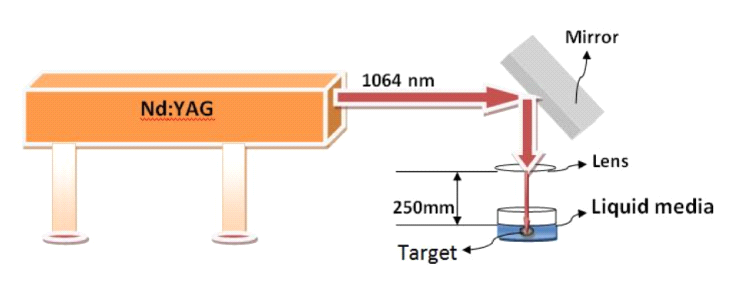 Mirror
1064 nm
Nd:YAG
Lens
250mm
Liquid media
Target